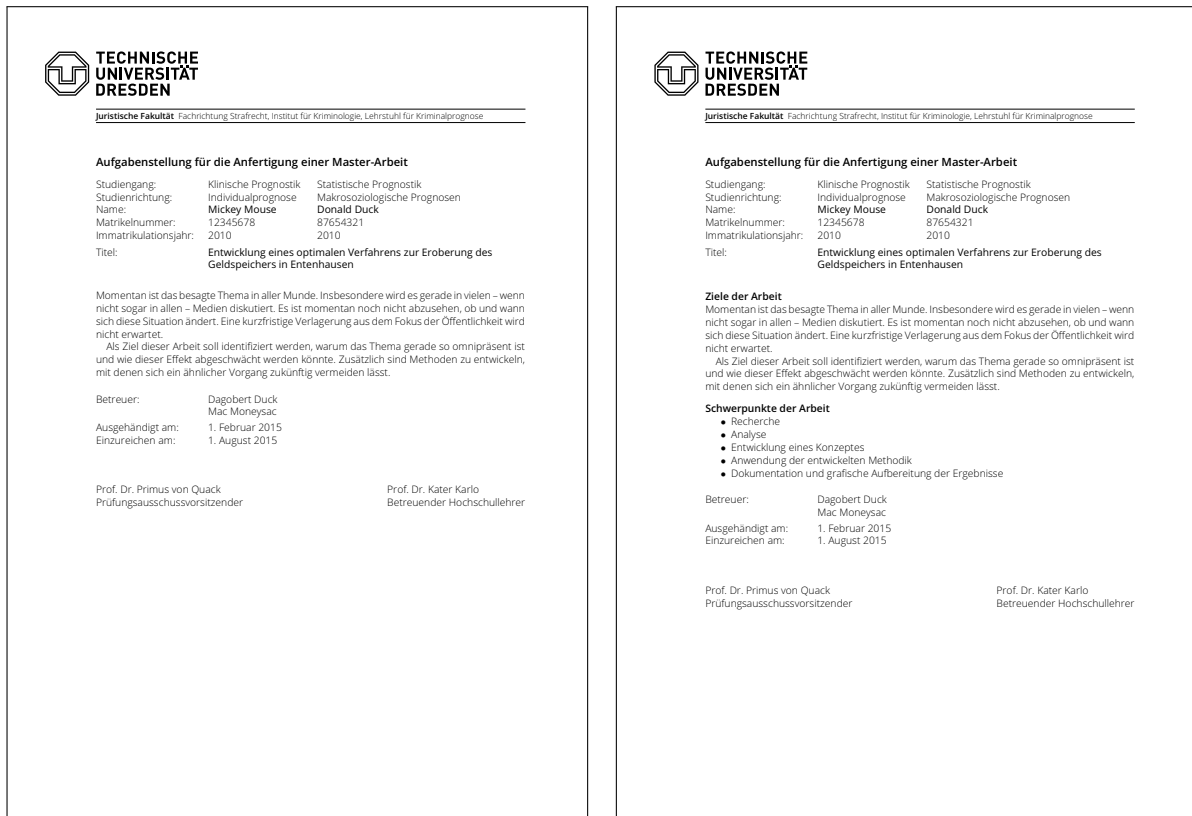 TECHNISCHE
UNIVERSITÄT
DRESDEN
Juristische Fakultät Fachrichtung Strafrecht, Institut für Kriminologie, Lehrstuhl für Kriminalprognose
Aufgabenstellung für die Anfertigung einer Master-Arbeit
Studiengang: Klinische Prognostik Statistische Prognostik
Studienrichtung: Individualprognose Makrosoziologische Prognosen
Name: Mickey Mouse Donald Duck
Matrikelnummer: 12345678 87654321
Immatrikulationsjahr: 2010 2010
Titel: Entwicklung eines optimalen Verfahrens zur Eroberung des
Geldspeichers in Entenhausen
Momentan ist das besagte Thema in aller Munde. Insbesondere wird es gerade in vielen – wenn
nicht sogar in allen – Medien diskutiert. Es ist momentan noch nicht abzusehen, ob und wann
sich diese Situation ändert. Eine kurzfristige Verlagerung aus dem Fokus der Öffentlichkeit wird
nicht erwartet.
Als Ziel dieser Arbeit soll identifiziert werden, warum das Thema gerade so omnipräsent ist
und wie dieser Effekt abgeschwächt werden könnte. Zusätzlich sind Methoden zu entwickeln,
mit denen sich ein ähnlicher Vorgang zukünftig vermeiden lässt.
Betreuer: Dagobert Duck
Mac Moneysac
Ausgehändigt am: 1. Februar 2015
Einzureichen am: 1. August 2015
Prof. Dr. Primus von Quack Prof. Dr. Kater Karlo
Prüfungsausschussvorsitzender Betreuender Hochschullehrer
TECHNISCHE
UNIVERSITÄT
DRESDEN
Juristische Fakultät Fachrichtung Strafrecht, Institut für Kriminologie, Lehrstuhl für Kriminalprognose
Aufgabenstellung für die Anfertigung einer Master-Arbeit
Studiengang: Klinische Prognostik Statistische Prognostik
Studienrichtung: Individualprognose Makrosoziologische Prognosen
Name: Mickey Mouse Donald Duck
Matrikelnummer: 12345678 87654321
Immatrikulationsjahr: 2010 2010
Titel: Entwicklung eines optimalen Verfahrens zur Eroberung des
Geldspeichers in Entenhausen
Ziele der Arbeit
Momentan ist das besagte Thema in aller Munde. Insbesondere wird es gerade in vielen – wenn
nicht sogar in allen – Medien diskutiert. Es ist momentan noch nicht abzusehen, ob und wann
sich diese Situation ändert. Eine kurzfristige Verlagerung aus dem Fokus der Öffentlichkeit wird
nicht erwartet.
Als Ziel dieser Arbeit soll identifiziert werden, warum das Thema gerade so omnipräsent ist
und wie dieser Effekt abgeschwächt werden könnte. Zusätzlich sind Methoden zu entwickeln,
mit denen sich ein ähnlicher Vorgang zukünftig vermeiden lässt.
Schwerpunkte der Arbeit
• Recherche
• Analyse
• Entwicklung eines Konzeptes
• Anwendung der entwickelten Methodik
• Dokumentation und grafische Aufbereitung der Ergebnisse
Betreuer: Dagobert Duck
Mac Moneysac
Ausgehändigt am: 1. Februar 2015
Einzureichen am: 1. August 2015
Prof. Dr. Primus von Quack Prof. Dr. Kater Karlo
Prüfungsausschussvorsitzender Betreuender Hochschullehrer